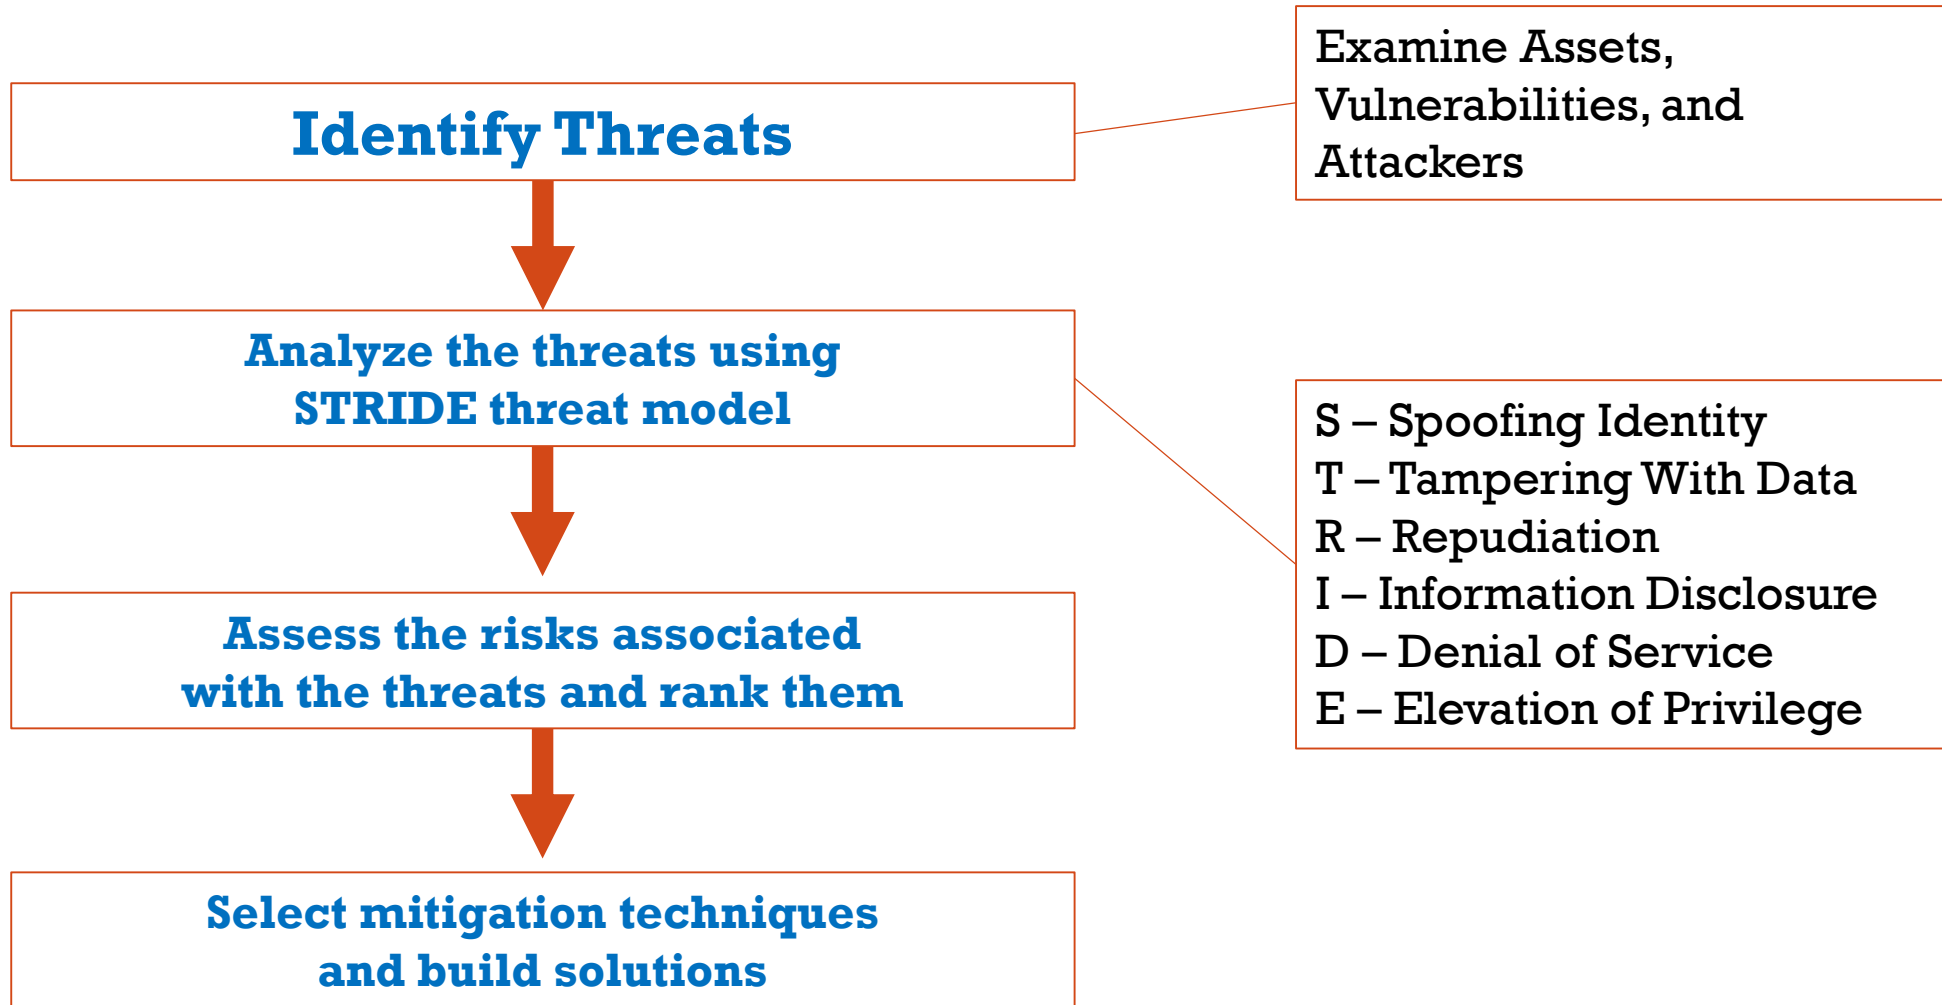 Identify Threats
Examine Assets,
Vulnerabilities, and
Attackers
Analyze the threats using
STRIDE threat model
S – Spoofing Identity
T – Tampering With Data
R – Repudiation
I – Information Disclosure
D – Denial of Service
E – Elevation of Privilege
Assess the risks associated
with the threats and rank them
Select mitigation techniques
and build solutions